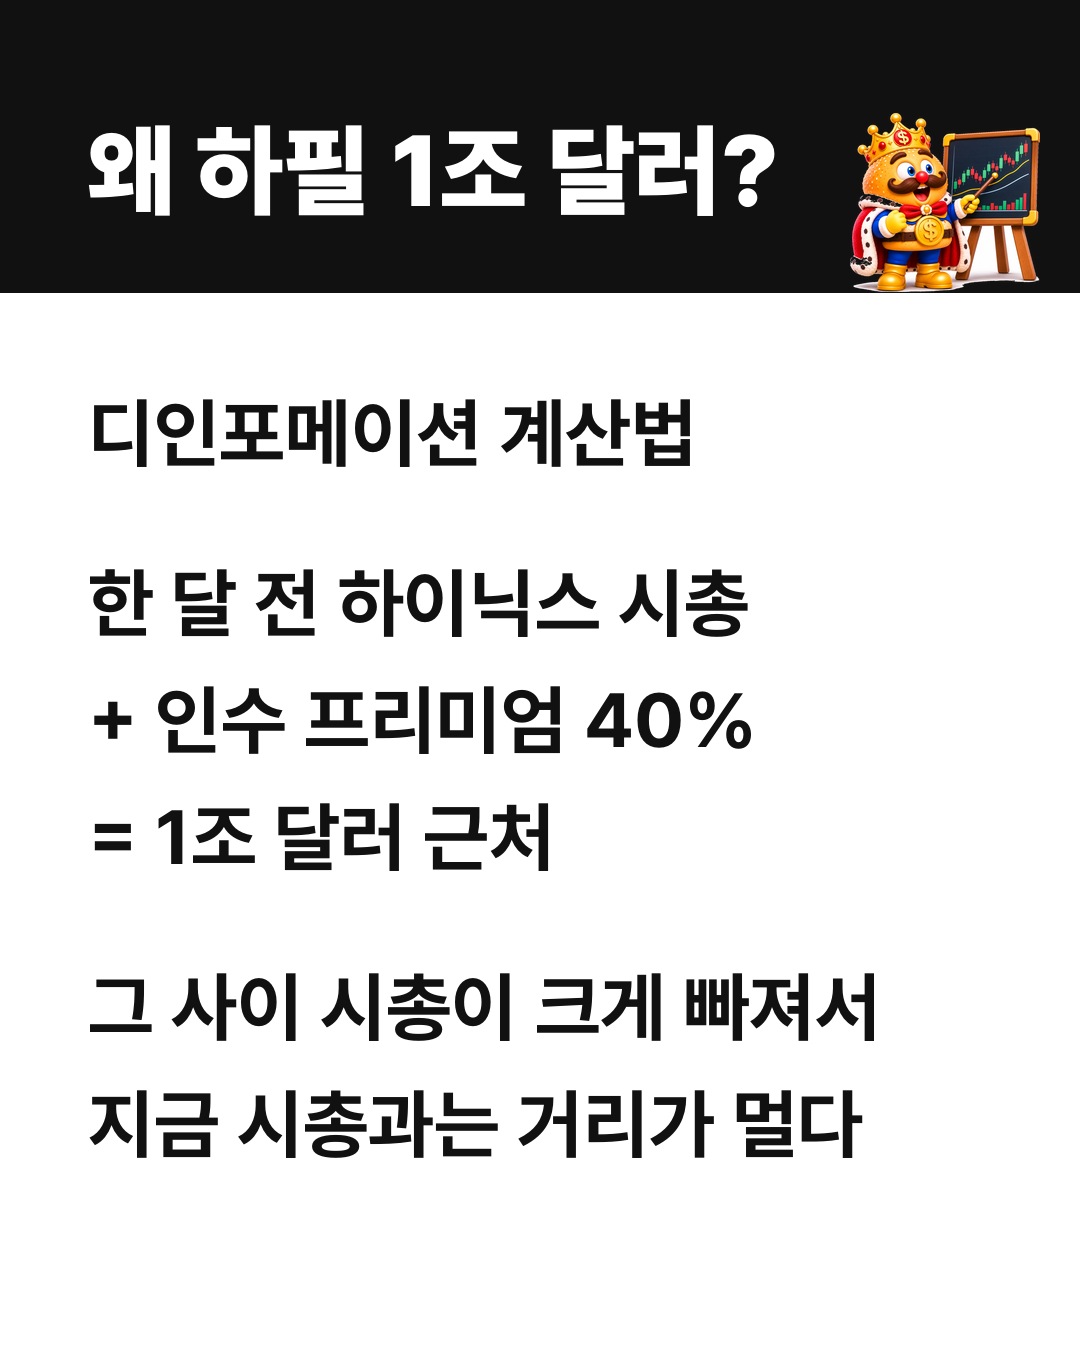 왜 하필 1조 달러?
디인포메이션 계산법
한 달 전 하이닉스 시총
+ 인수 프리미엄 40%
= 1조 달러 근처
그 사이 시총이 크게 빠져서
지금 시총과는 거리가 멀다